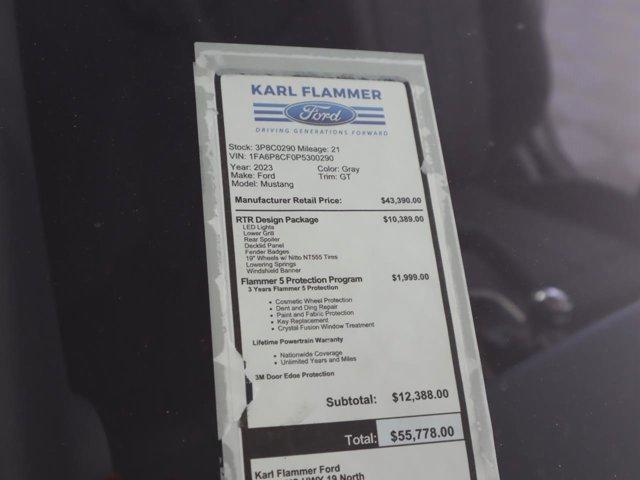 KARL FLAMMER
Ford
DRIVING GENERATIONS FORWARD
Stock: 3P8C0290 Mileage: 21
VIN: 1FA6P8CF0P5300290
Year: 2023 Color: Gray
Make: Ford Trim: GT
Model: Mustang
Manufacturer Retail Price: $43,390.00
RTR Design Package $10,389.00
LED Lights
Lower Grill
Rear Spoiler
Decklid Panel
Fender Badges
19" Wheels w/ Nitto NT555 Tires
Lowering Springs
Windshield Banner
Flammer 5 Protection Program $1,999.00
3 Years Flammer 5 Protection
• Cosmetic Wheel Protection
• Dent and Ding Repair
• Paint and Fabric Protection
• Key Replacement
• Crystal Fusion Window Treatment
Lifetime Powertrain Warranty
• Nationwide Coverage
• Unlimited Years and Miles
3M Door Edge Protection
Subtotal: $12,388.00
Total: $55,778.00
Karl Flammer Ford
HWY 19 North